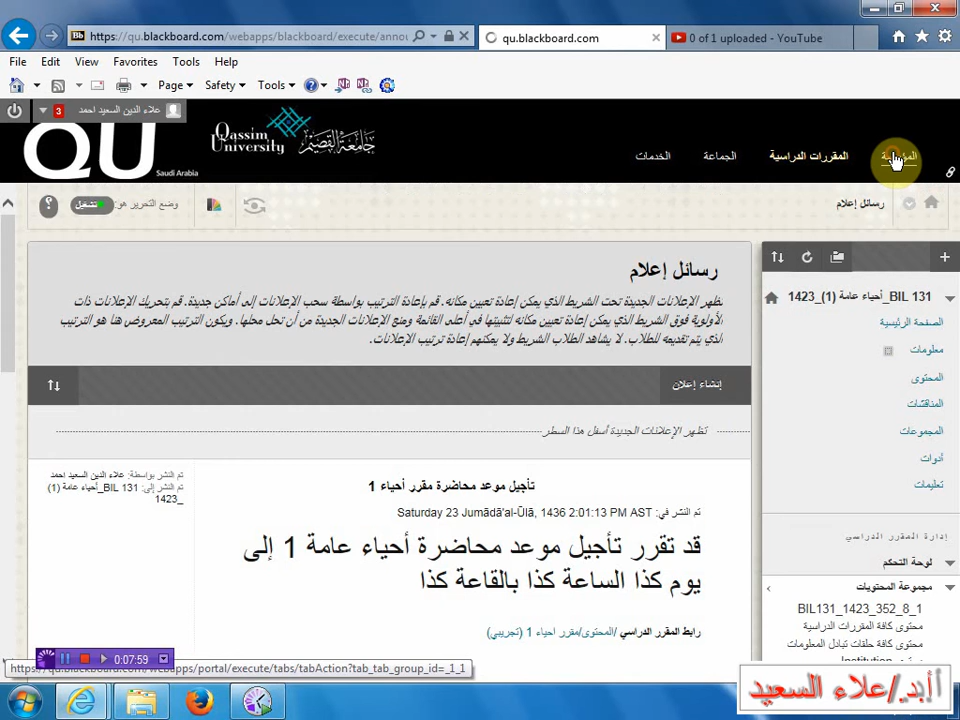 https://qu.blackboard.com/webapps/blackboard/execute/annou
qu.blackboard.com
0 of 1 uploaded - YouTube
File Edit View Favorites Tools Help
Page Safety Tools
3 علاء الدين السعيد احمد
QU Saudi Arabia
Qassim University جامعة القصيم
المؤسسة المقررات الدراسية الجماعة الخدمات
رسائل إعلام
وضع التحرير هو: تشغيل
رسائل إعلام
تظهر الإعلانات الجديدة تحت الشريط الذي يمكن إعادة تعيين مكانه. قم بإعادة الترتيب بواسطة سحب الإعلانات إلى أماكن جديدة. قم بتحريك الإعلانات ذات
الأولوية فوق الشريط الذي يمكن إعادة تعيين مكانه لتثبيتها في أعلى القائمة ومنع الإعلانات الجديدة من أن تحل محلها. ويكون الترتيب المعروض هنا هو الترتيب
الذي يتم تقديمه للطلاب. لا يشاهد الطلاب الشريط ولا يمكنهم إعادة ترتيب الإعلانات.
إنشاء إعلان
تظهر الإعلانات الجديدة أسفل هذا السطر
تأجيل موعد محاضرة مقرر أحياء 1
تم النشر في: Saturday 23 Jumādā'al-Ūlā, 1436 2:01:13 PM AST
قد تقرر تأجيل موعد محاضرة أحياء عامة 1 إلى
يوم كذا الساعة كذا بالقاعة كذا
رابط المقرر الدراسي /المحتوى/مقرر احياء 1 (تجريبي)
تم النشر بواسطة: علاء الدين السعيد احمد
تم النشر إلى: BIL 131_أحياء عامة (1)
_1423
BIL 131_أحياء عامة (1)_1423
الصفحة الرئيسية
معلومات
المحتوى
المناقشات
المجموعات
أدوات
تعليمات
إدارة المقرر الدراسي
لوحة التحكم
مجموعة المحتويات
BIL131_1423_352_8_1
محتوى كافة المقررات الدراسية
محتوى كافة حلقات تبادل المعلومات
Institution
0:07:59
https://qu.blackboard.com/webapps/portal/execute/tabs/tabAction?tab_tab_group_id=_1_1
أ.د/علاء السعيد